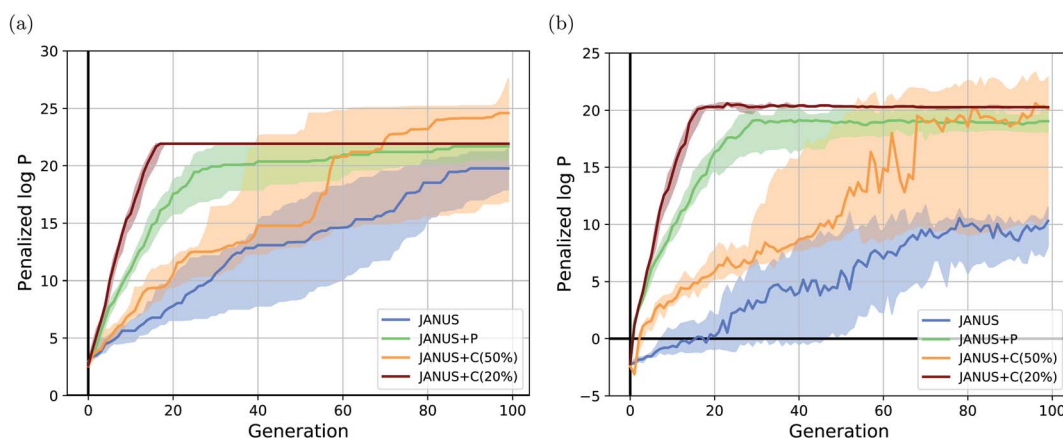 (a)
Penalized log P
30
25
20
15
10
5
0
0 20 40 60 80 100
Generation
JANUS
JANUS+P
JANUS+C(50%)
JANUS+C(20%)
(b)
Penalized log P
25
20
15
10
5
0
−5
0 20 40 60 80 100
Generation
JANUS
JANUS+P
JANUS+C(50%)
JANUS+C(20%)